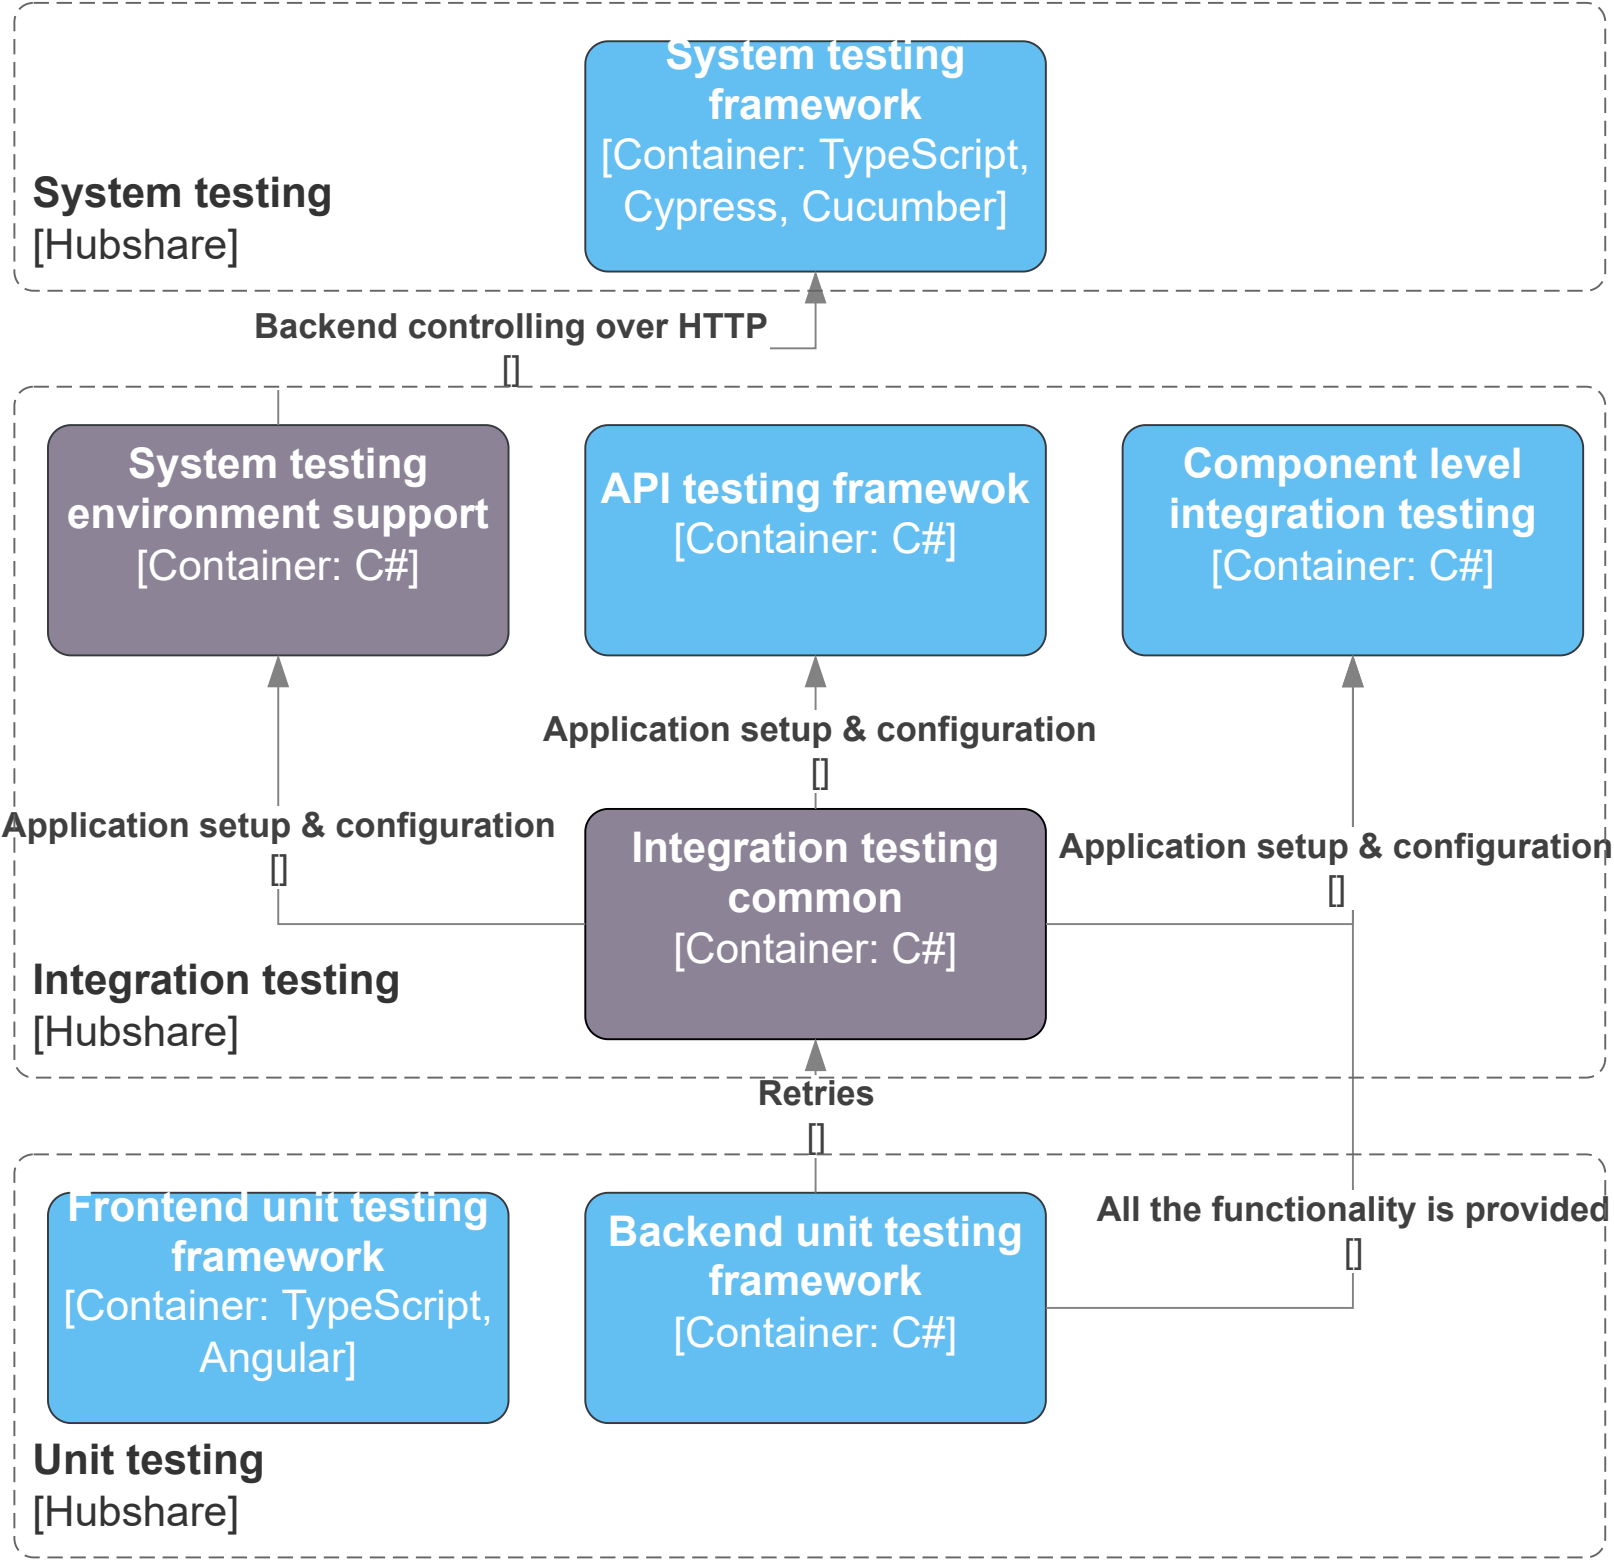 System testing
framework
[Container: TypeScript,
Cypress, Cucumber]
System testing
[Hubshare]
Backend controlling over HTTP
[]
System testing
environment support
[Container: C#]
API testing framewok
[Container: C#]
Component level
integration testing
[Container: C#]
Application setup & configuration
[]
Application setup & configuration
[]
Integration testing
common
[Container: C#]
Application setup & configuration
[]
Integration testing
[Hubshare]
Retries
[]
Frontend unit testing
framework
[Container: TypeScript,
Angular]
Backend unit testing
framework
[Container: C#]
All the functionality is provided
[]
Unit testing
[Hubshare]